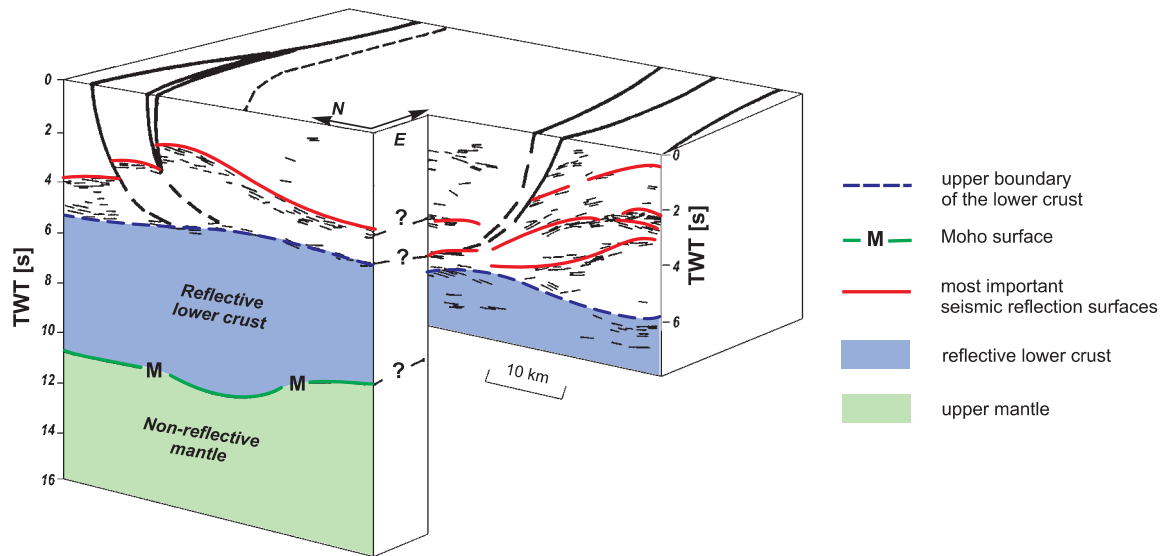 0
2
4
6
8
10
12
14
16
TWT [s]
N
E
?
?
?
Reflective
lower crust
M
M
Non-reflective
mantle
10 km
0
2
4
6
TWT [s]
upper boundary
of the lower crust
M
Moho surface
most important
seismic reflection surfaces
reflective lower crust
upper mantle